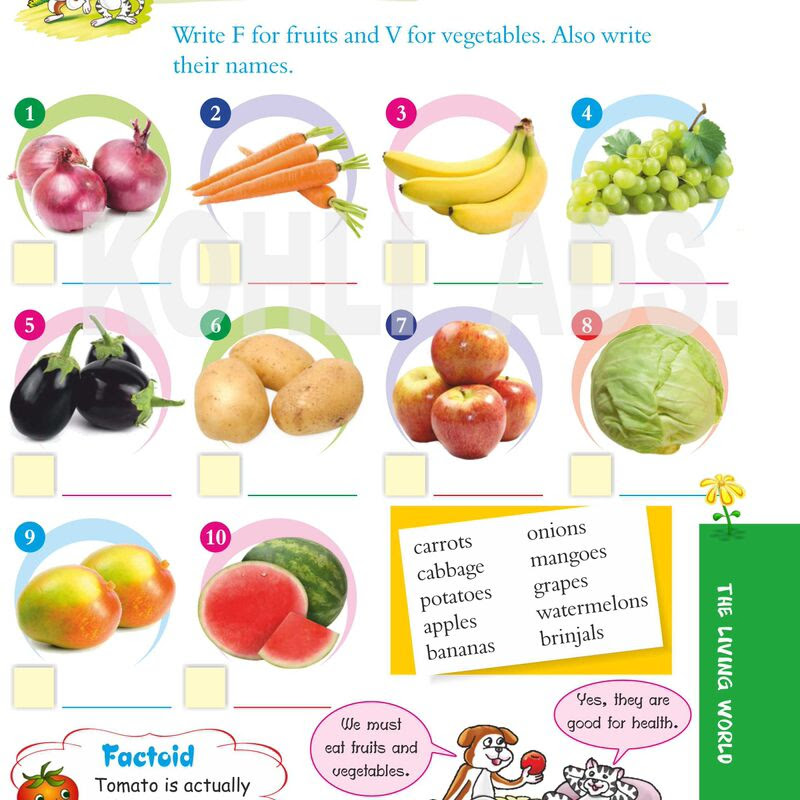 Write F for fruits and V for vegetables. Also write
their names.
1
2
3
4
KOHLI ADS.
5
6
7
8
9
10
carrots
cabbage
potatoes
apples
bananas
onions
mangoes
grapes
watermelons
brinjals
THE LIVING WORLD
We must
eat fruits and
vegetables.
Yes, they are
good for health.
Factoid
Tomato is actually